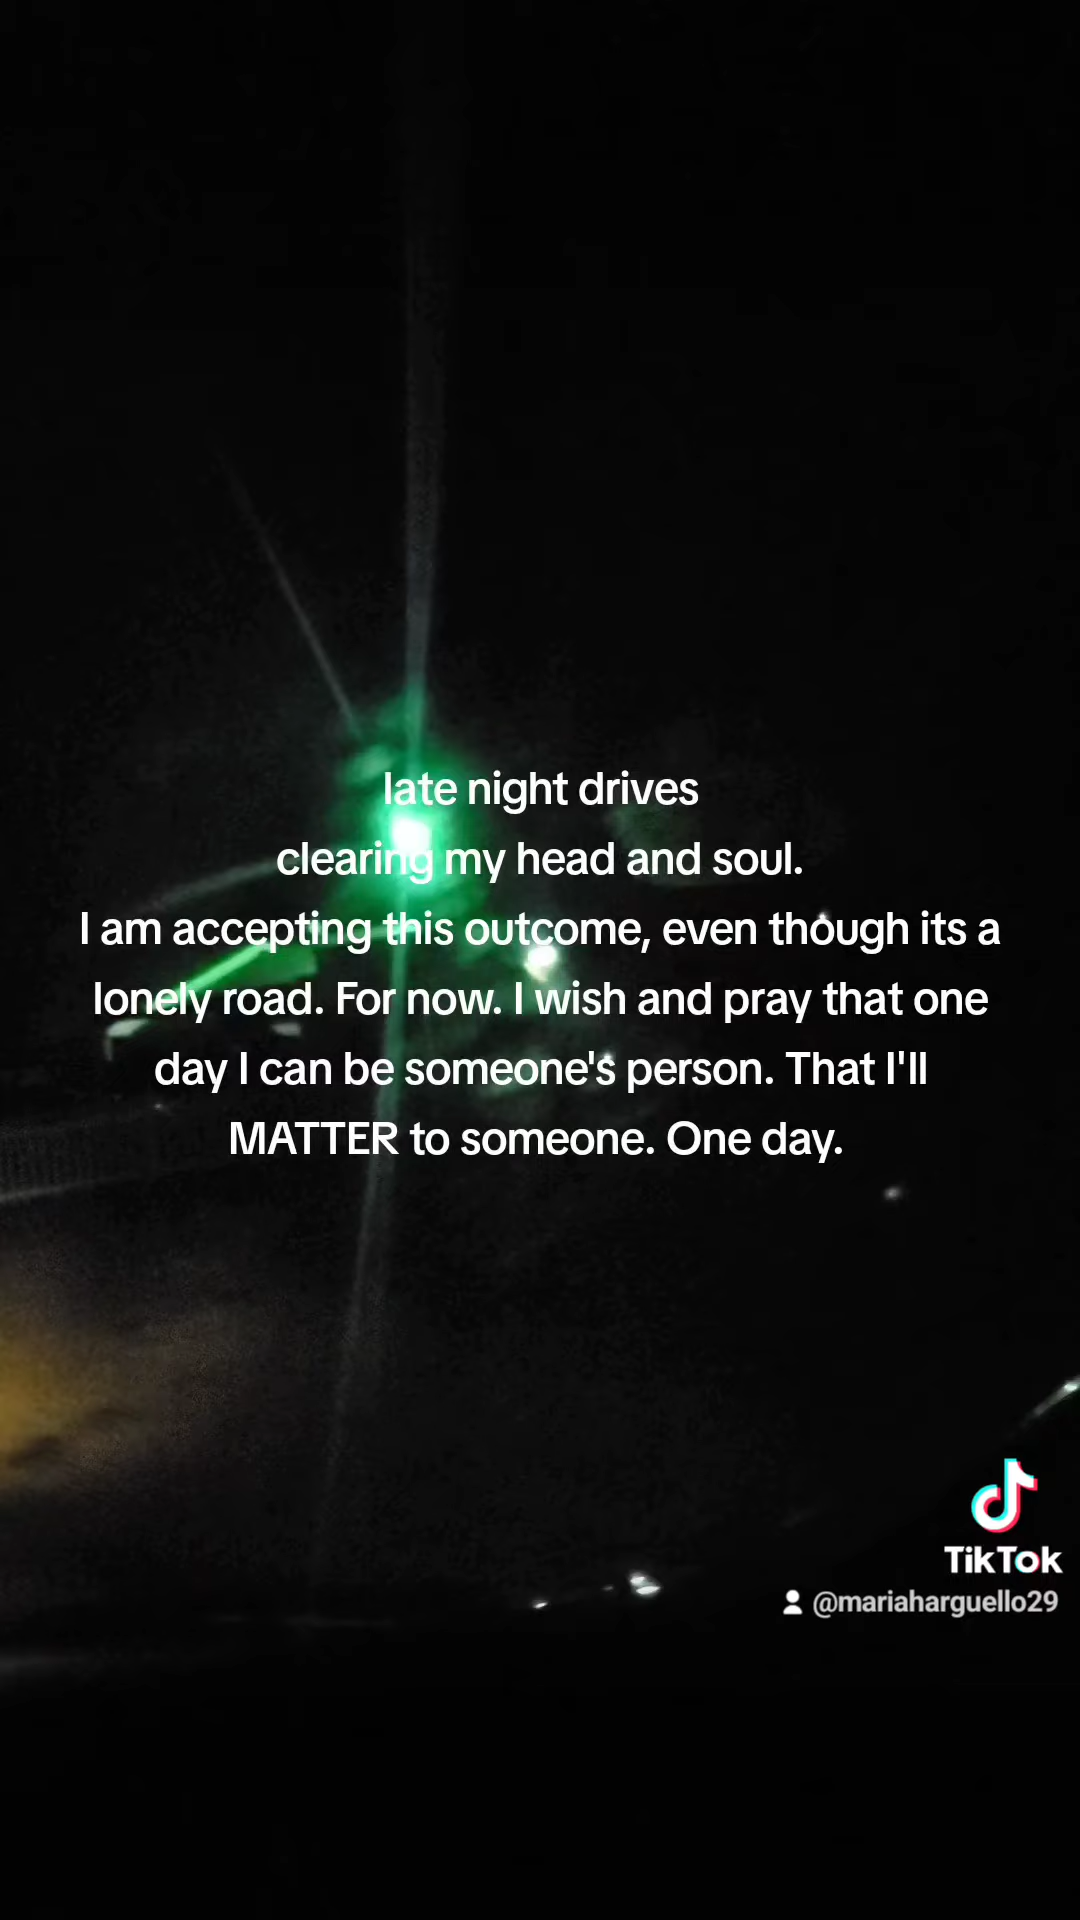 late night drives
clearing my head and soul.
I am accepting this outcome, even though its a
lonely road. For now. I wish and pray that one
day I can be someone's person. That I'll
MATTER to someone. One day.
TikTok
@mariaharguello29